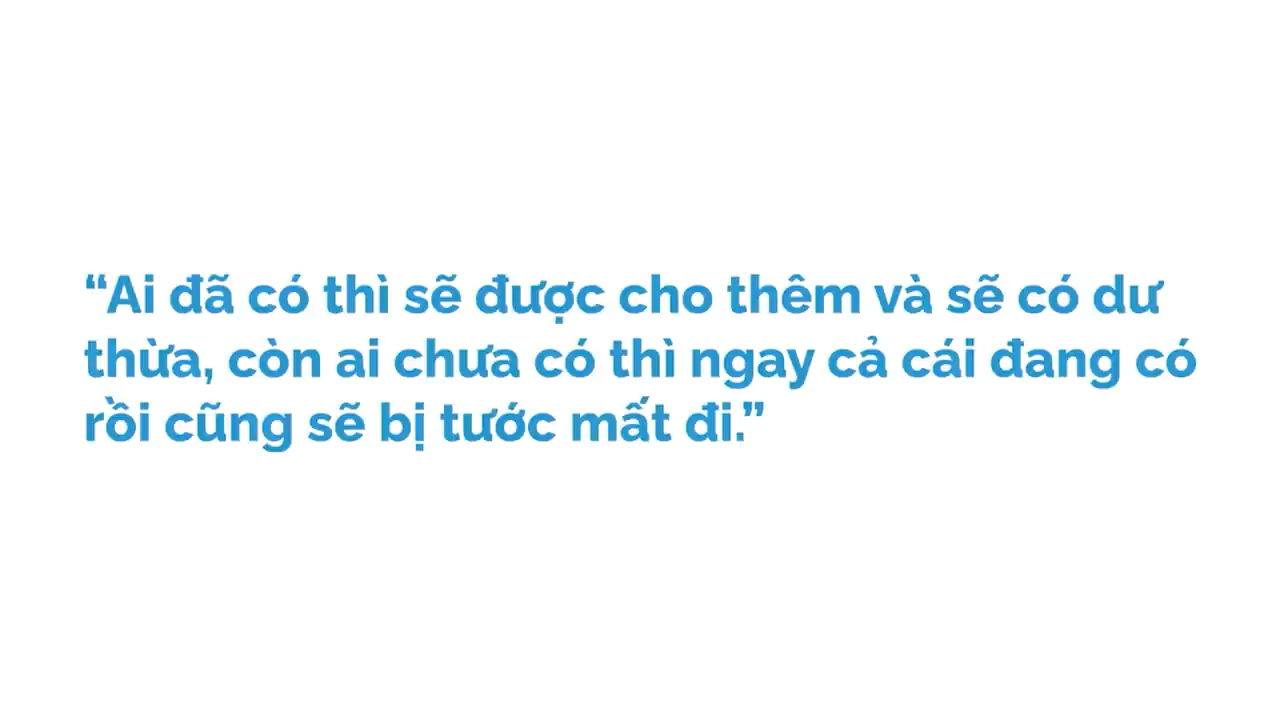 “Ai đã có thì sẽ được cho thêm và sẽ có dư
thừa, còn ai chưa có thì ngay cả cái đang có
rồi cũng sẽ bị tước mất đi.”